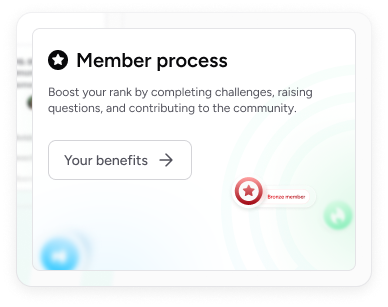 Member process
Boost your rank by completing challenges, raising
questions, and contributing to the community.
Your benefits
Bronze member